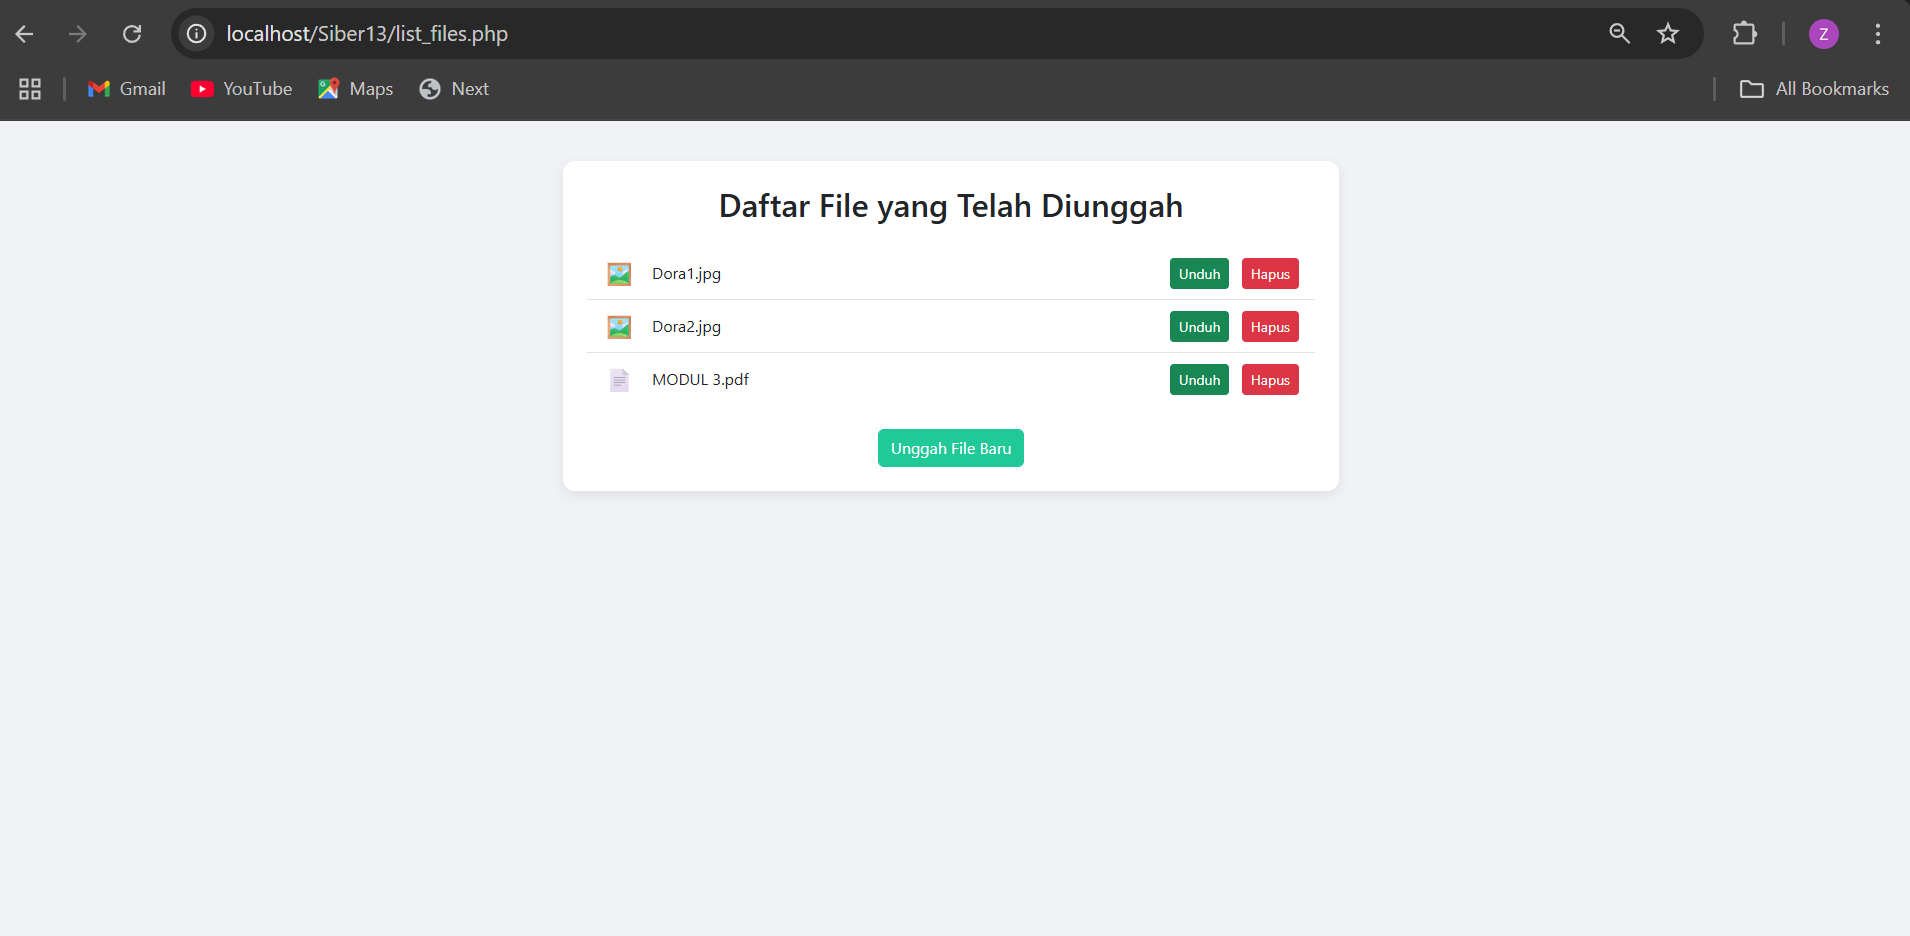 localhost/Siber13/list_files.php
Z
Gmail YouTube Maps Next All Bookmarks
Daftar File yang Telah Diunggah
Dora1.jpg Unduh Hapus
Dora2.jpg Unduh Hapus
MODUL 3.pdf Unduh Hapus
Unggah File Baru